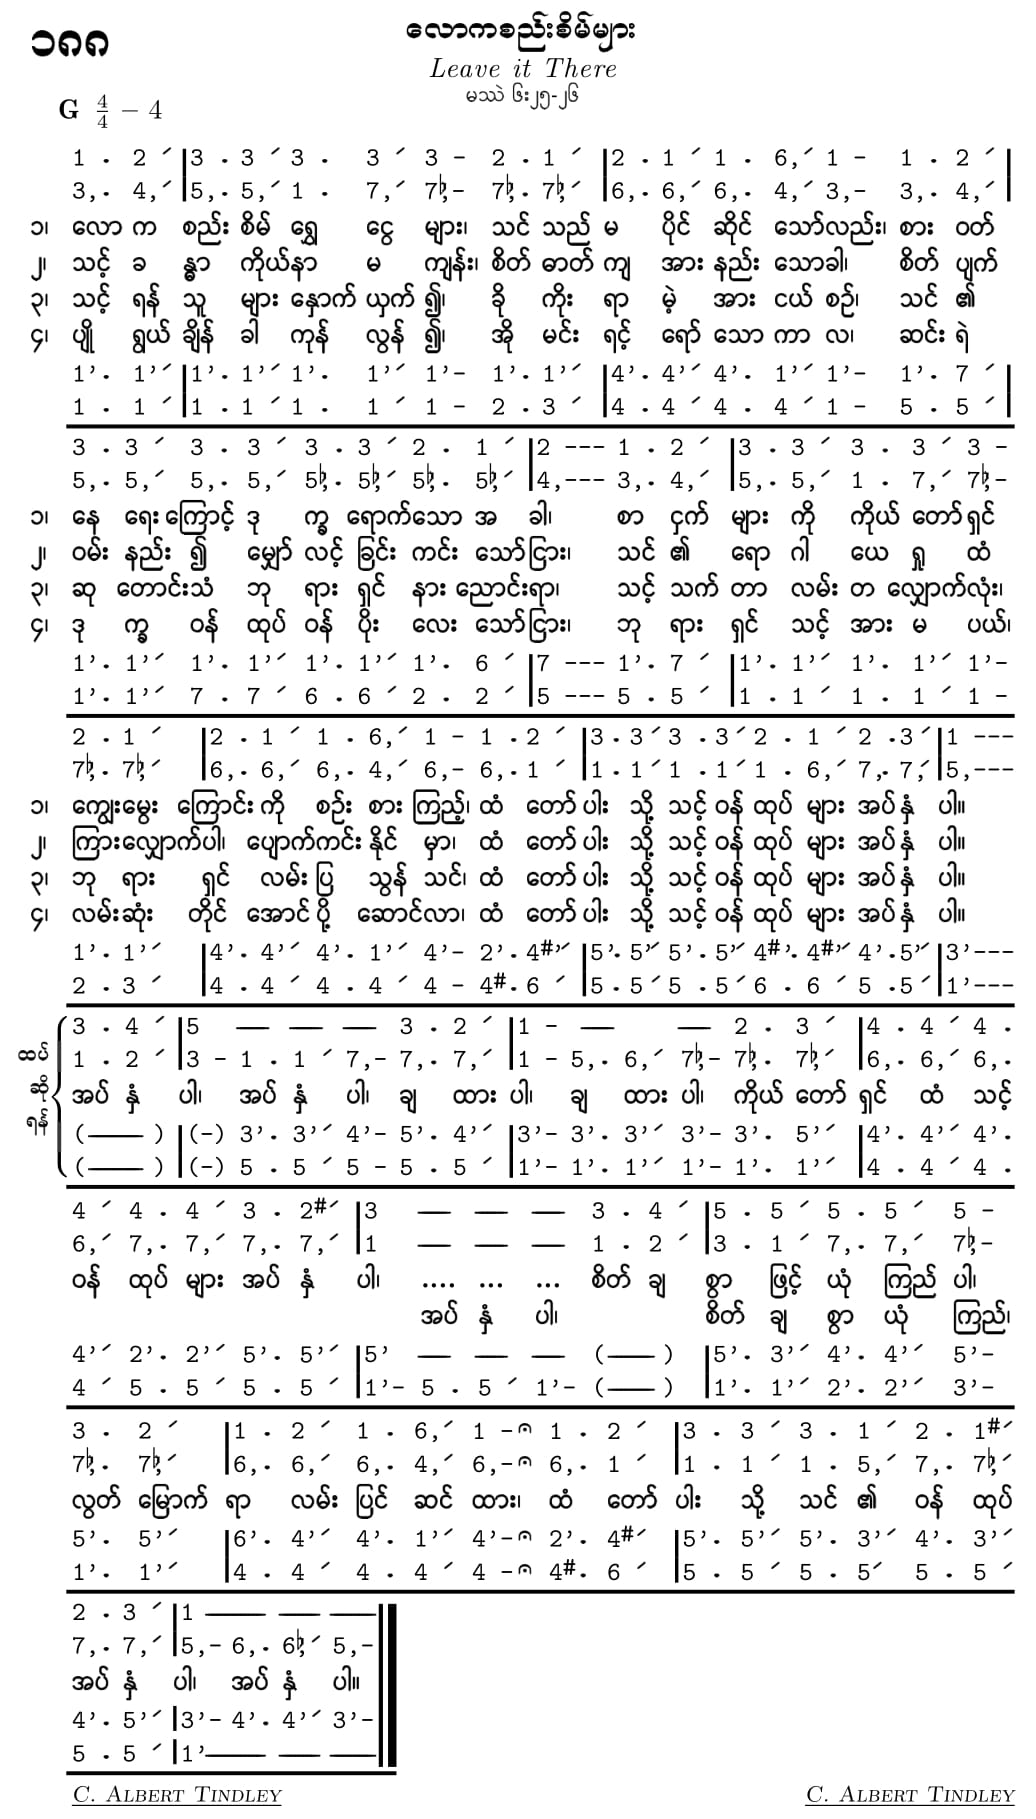 ၁၈၈
လောကစည်းစိမ်များ
Leave it There
မဿဲ ၆း၂၅-၂၆
G 4/4 – 4
1 . 2 ′ |3 . 3 ′ 3 . 3 ′ 3 – 2 . 1 ′ |2 . 1 ′ 1 . 6,′ 1 – 1 . 2 ′|
3,. 4,′|5,. 5,′ 1 . 7,′ 7♭,– 7♭,. 7♭,′ |6,. 6,′ 6,. 4,′ 3,– 3,. 4,′|
၁၊ လော က စည်း စိမ် ရွှေ ငွေ များ၊ သင် သည် မ ပိုင် ဆိုင် သော်လည်း၊ စား ဝတ်
၂၊ သင့် ခ န္ဓာ ကိုယ်နာ မ ကျန်း၊ စိတ် ဓာတ် ကျ အား နည်း သောခါ၊ စိတ် ပျက်
၃၊ သင့် ရန် သူ များ နှောက် ယှက် ၍၊ ခို ကိုး ရာ မဲ့ အား ငယ် စဉ်၊ သင် ၏
၄၊ ပျို ရွယ် ချိန် ခါ ကုန် လွန် ၍၊ အို မင်း ရင့် ရော် သော ကာ လ၊ ဆင်း ရဲ
1’. 1’′|1’. 1’′ 1’. 1’′ 1’– 1’. 1’′ |4’. 4’′ 4’. 1’′ 1’– 1’. 7 ′|
1 . 1 ′|1 . 1 ′ 1 . 1 ′ 1 – 2 . 3 ′ |4 . 4 ′ 4 . 4 ′ 1 – 5 . 5 ′|
3 . 3 ′ 3 . 3 ′ 3 . 3 ′ 2 . 1 ′|2 ––– 1 . 2 ′ |3 . 3 ′ 3 . 3 ′ 3 –
5,. 5,′ 5,. 5,′ 5♭,. 5♭,′ 5♭,. 5♭,′|4,––– 3,. 4,′ |5,. 5,′ 1 . 7,′ 7♭,–
၁၊ နေ ရေး ကြောင့် ဒု က္ခ ရောက်သော အ ခါ၊ စာ ငှက် များ ကို ကိုယ် တော် ရှင်
၂၊ ဝမ်း နည်း ၍ မျှော် လင့် ခြင်း ကင်း သော်ငြား၊ သင် ၏ ရော ဂါ ယေ ရှု ထံ
၃၊ ဆု တောင်းသံ ဘု ရား ရှင် နား ညောင်းရာ၊ သင့် သက် တာ လမ်း တ လျှောက်လုံး၊
၄၊ ဒု က္ခ ဝန် ထုပ် ဝန် ပိုး လေး သော်ငြား၊ ဘု ရား ရှင် သင့် အား မ ပယ်၊
1’. 1’′ 1’. 1’′ 1’. 1’′ 1’. 6 ′|7 ––– 1’. 7 ′ |1’. 1’′ 1’. 1’′ 1’–
1’. 1’′ 7 . 7 ′ 6 . 6 ′ 2 . 2 ′|5 ––– 5 . 5 ′ |1 . 1 ′ 1 . 1 ′ 1 –
2 . 1 ′ |2 . 1 ′ 1 . 6,′ 1 – 1 . 2 ′ |3 . 3′ 3 . 3′ 2 . 1 ′ 2 .3′|1 –––
7♭,. 7♭,′ |6,. 6,′ 6,. 4,′ 6,– 6,. 1 ′ |1 . 1′ 1 . 1′ 1 . 6,′ 7,. 7,′|5,–––
၁၊ ကျွေးမွေး ကြောင်း ကို စဉ်း စား ကြည့်၊ ထံ တော် ပါး သို့ သင့် ဝန် ထုပ် များ အပ်နှံ ပါ။
၂၊ ကြားလျှောက်ပါ၊ ပျောက်ကင်း နိုင် မှာ၊ ထံ တော် ပါး သို့ သင့် ဝန် ထုပ် များ အပ်နှံ ပါ။
၃၊ ဘု ရား ရှင် လမ်း ပြ သွန် သင်၊ ထံ တော် ပါး သို့ သင့် ဝန် ထုပ် များ အပ်နှံ ပါ။
၄၊ လမ်းဆုံး တိုင် အောင် ပို့ ဆောင်လာ၊ ထံ တော် ပါး သို့ သင့် ဝန် ထုပ် များ အပ်နှံ ပါ။
1’. 1’′ |4’. 4’′ 4’. 1’′ 4’– 2’. 4#’′ |5’. 5’′ 5’. 5’′ 4#’. 4#’′ 4’.5’′|3’–––
2 . 3 ′ |4 . 4 ′ 4 . 4 ′ 4 – 4#. 6 ′ |5 . 5′ 5 . 5′ 6 . 6 ′ 5 .5′|1’–––
ထပ်
ဆို
ရန်
3 . 4 ′|5 — — — 3 . 2 ′ |1 – — — 2 . 3 ′ |4 . 4 ′ 4 .
1 . 2 ′|3 – 1 . 1 ′ 7,– 7,. 7,′ |1 – 5,. 6,′ 7♭,– 7♭,. 7♭,′ |6,. 6,′ 6,.
အပ် နှံ ပါ၊ အပ် နှံ ပါ၊ ချ ထား ပါ၊ ချ ထား ပါ၊ ကိုယ် တော် ရှင် ထံ သင့်
(—— )|(–) 3’. 3’′ 4’– 5’. 4’′ |3’– 3’. 3’′ 3’– 3’. 5’′ |4’. 4’′ 4’.
(—— )|(–) 5 . 5 ′ 5 – 5 . 5 ′ |1’– 1’. 1’′ 1’– 1’. 1’′ |4 . 4 ′ 4 .
4 ′ 4 . 4 ′ 3 . 2#′ |3 — — — 3 . 4 ′ |5 . 5 ′ 5 . 5 ′ 5 –
6,′ 7,. 7,′ 7,. 7,′ |1 — — — 1 . 2 ′ |3 . 1 ′ 7,. 7,′ 7♭,–
ဝန် ထုပ် များ အပ် နှံ ပါ၊ .... ... ... စိတ် ချ စွာ ဖြင့် ယုံ ကြည် ပါ၊
အပ် နှံ ပါ၊ စိတ် ချ စွာ ယုံ ကြည်၊
4’′ 2’. 2’′ 5’. 5’′ |5’ — — — (—— ) |5’. 3’′ 4’. 4’′ 5’–
4 ′ 5 . 5 ′ 5 . 5 ′ |1’– 5 . 5 ′ 1’– (—— ) |1’. 1’′ 2’. 2’′ 3’–
3 . 2 ′ |1 . 2 ′ 1 . 6,′ 1 –𝄐 1 . 2 ′ |3 . 3 ′ 3 . 1 ′ 2 . 1#′
7♭,. 7♭,′ |6,. 6,′ 6,. 4,′ 6,–𝄐 6,. 1 ′ |1 . 1 ′ 1 . 5,′ 7,. 7♭,′
လွတ် မြောက် ရာ လမ်း ပြင် ဆင် ထား၊ ထံ တော် ပါး သို့ သင် ၏ ဝန် ထုပ်
5’. 5’′ |6’. 4’′ 4’. 1’′ 4’–𝄐 2’. 4#′ |5’. 5’′ 5’. 3’′ 4’. 3’′
1’. 1’′ |4 . 4 ′ 4 . 4 ′ 4 –𝄐 4#. 6 ′ |5 . 5 ′ 5 . 5′ 5 . 5 ′
2 . 3 ′|1 — — —
7,. 7,′|5,– 6,. 6♭,′ 5,–
အပ် နှံ ပါ၊ အပ် နှံ ပါ။
4’. 5’′|3’– 4’. 4’′ 3’–
5 . 5 ′|1’— — —
C. ALBERT TINDLEY C. ALBERT TINDLEY